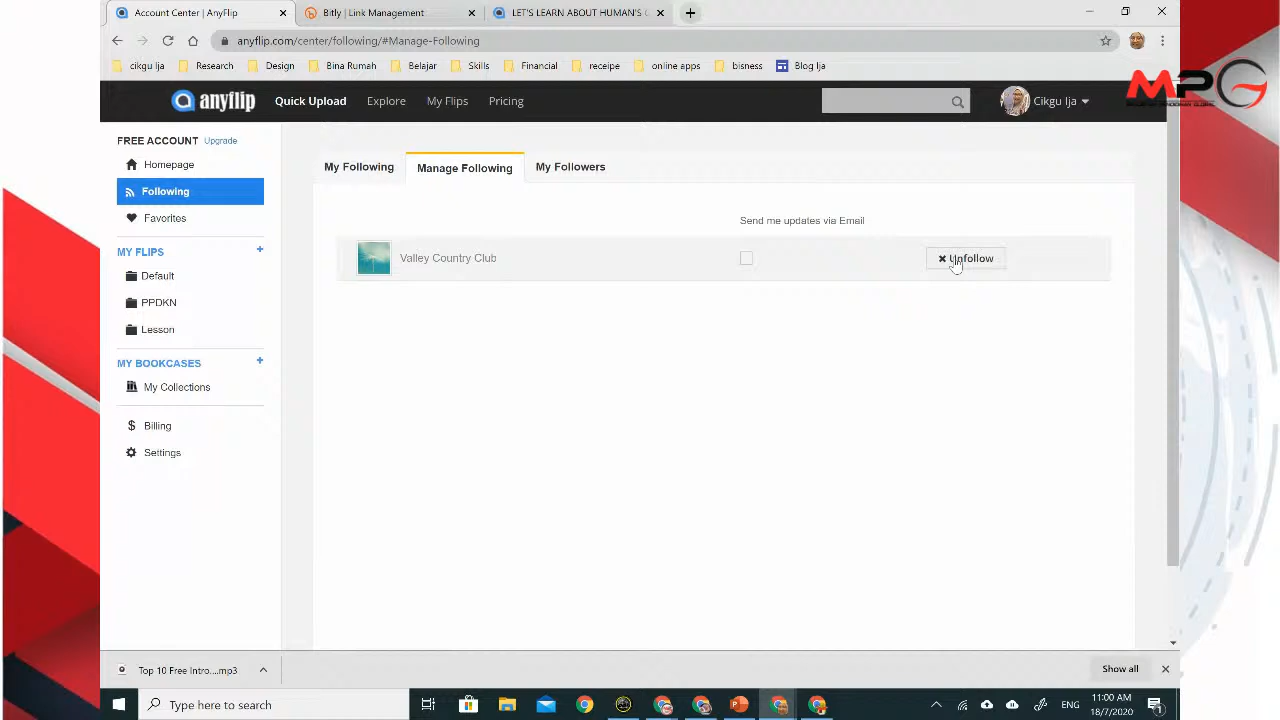 Account Center | AnyFlip
Bitly | Link Management
LET'S LEARN ABOUT HUMAN'S
anyflip.com/center/following/#Manage-Following
cikgu Ija
Research
Design
Bina Rumah
Belajar
Skills
Financial
receipe
online apps
bisness
Blog Ija
MPG
anyflip
Quick Upload
Explore
My Flips
Pricing
Cikgu Ija
FREE ACCOUNT Upgrade
Homepage
Following
Favorites
MY FLIPS +
Default
PPDKN
Lesson
MY BOOKCASES +
My Collections
Billing
Settings
My Following
Manage Following
My Followers
Send me updates via Email
Valley Country Club
Unfollow
Top 10 Free Intro....mp3
Show all
Type here to search
ENG
11:00 AM
18/7/2020